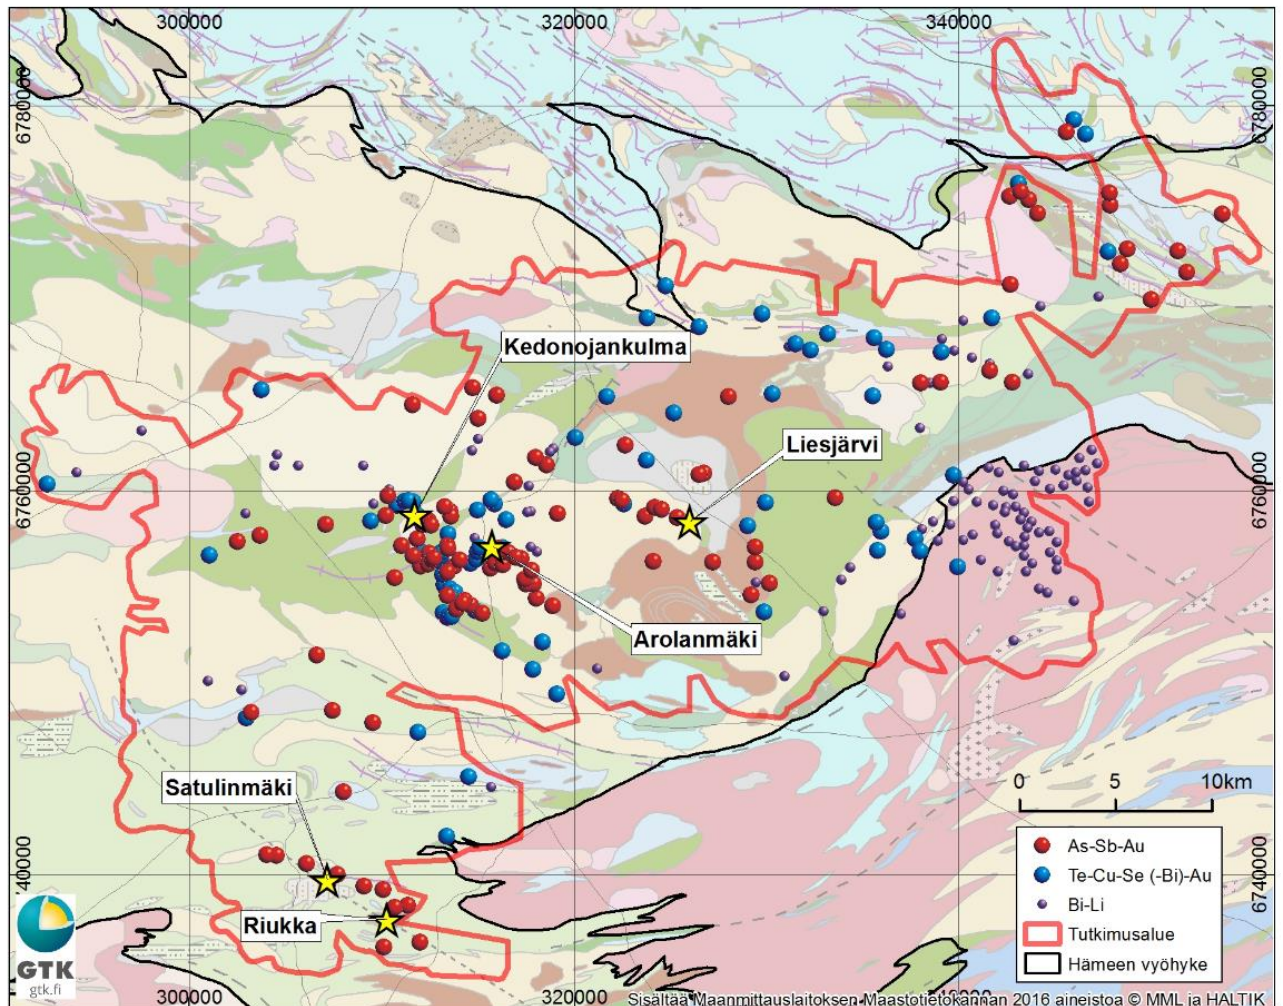 300000
320000
340000
6780000
6780000
Kedonojankulma
Liesjärvi
6760000
6760000
Arolanmäki
Satulinmäki
0 5 10km
As-Sb-Au
Te-Cu-Se (-Bi)-Au
Bi-Li
Tutkimusalue
Hämeen vyöhyke
'40000
6740000
Riukka
GTK
gtk.fi
300000
320000
Sisältää Maanmittauslaitoksen Maastotietokannan 2016 aineistoa © MML ja HALTIK